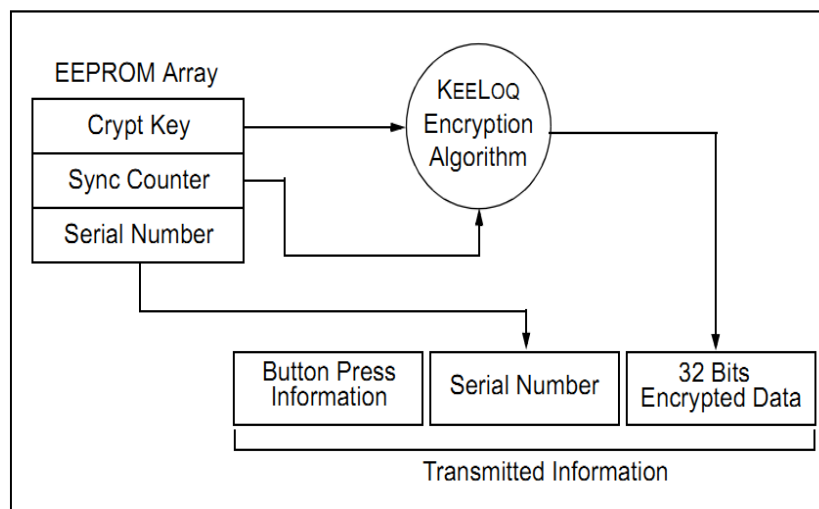 EEPROM Array
Crypt Key
Sync Counter
Serial Number
KEELOQ
Encryption
Algorithm
Button Press
Information
Serial Number
32 Bits
Encrypted Data
Transmitted Information